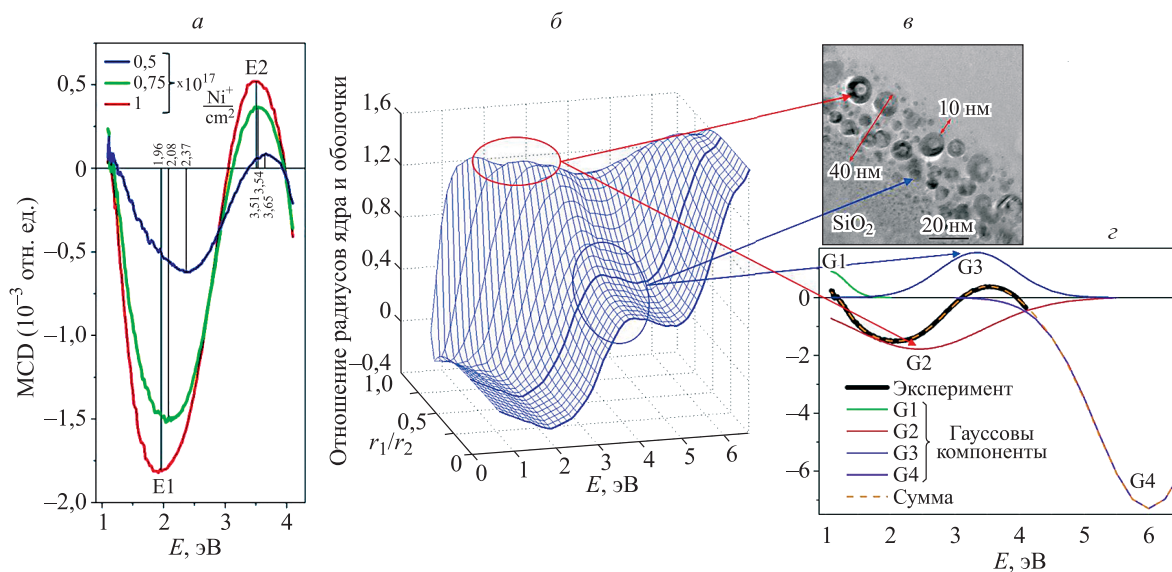 а
0,5
0,75
1
×10¹⁷ Ni⁺/cm²
E2
0,5
0
−0,5
−1,0
−1,5
−2,0
MCD (10⁻³ отн. ед.)
1,96
2,08
2,37
3,51
3,54
3,65
E1
1 2 3 4
E, эВ
б
Отношение радиусов ядра и оболочки
1,6
1,2
0,8
0,4
0
−0,4
1,0
0,5
0
r₁/r₂
0 1 2 3 4 5 6
E, эВ
в
10 нм
40 нм
SiO₂
20 нм
г
G1
G3
G2
G4
0
−2
−4
−6
Эксперимент
G1
G2
G3
G4
Гауссовы
компоненты
Сумма
1 2 3 4 5 6
E, эВ